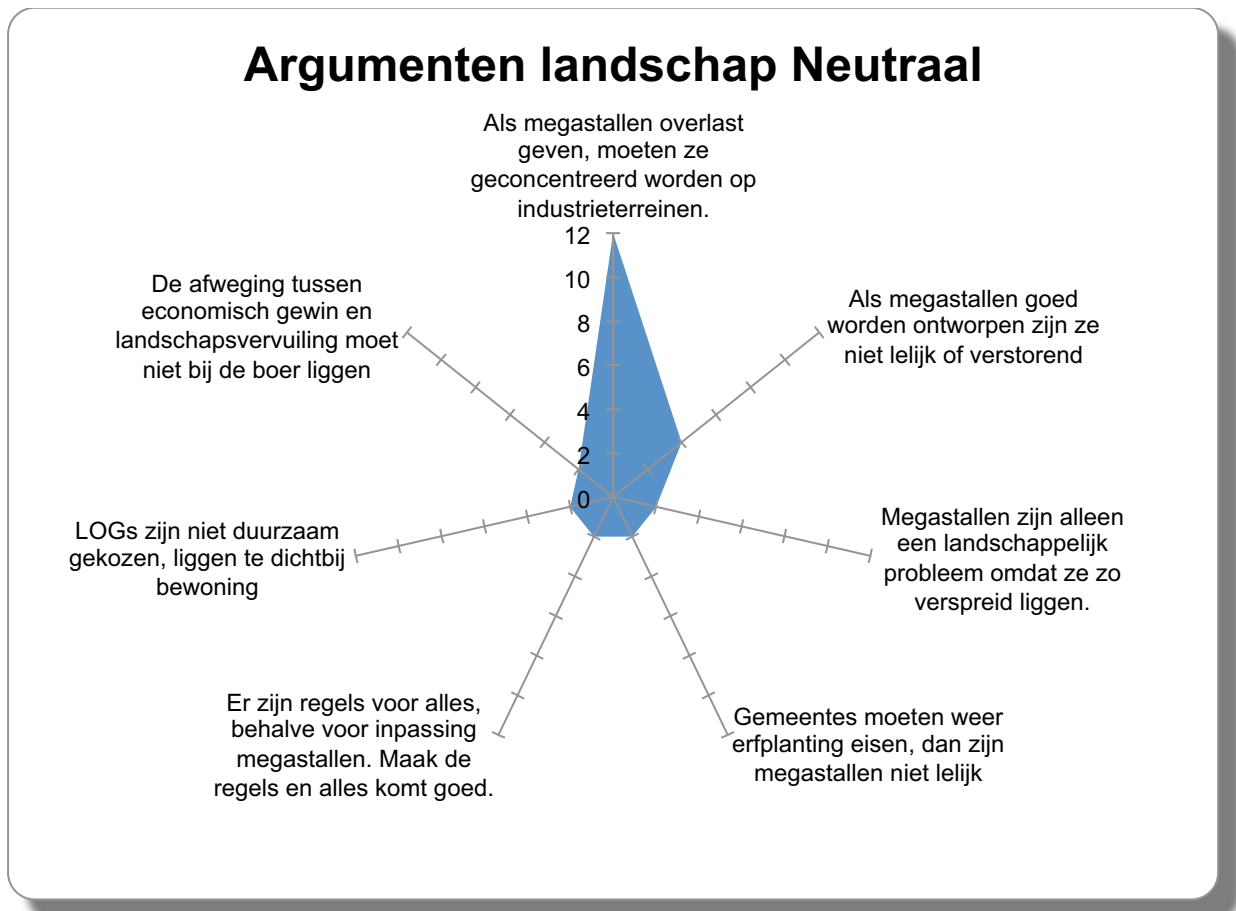 Argumenten landschap Neutraal
Als megastallen overlast
geven, moeten ze
geconcentreerd worden op
industrieterreinen.
12
10
8
6
4
2
0
Als megastallen goed
worden ontworpen zijn ze
niet lelijk of verstorend
Megastallen zijn alleen
een landschappelijk
probleem omdat ze zo
verspreid liggen.
Gemeentes moeten weer
erfplanting eisen, dan zijn
megastallen niet lelijk
Er zijn regels voor alles,
behalve voor inpassing
megastallen. Maak de
regels en alles komt goed.
LOGs zijn niet duurzaam
gekozen, liggen te dichtbij
bewoning
De afweging tussen
economisch gewin en
landschapsvervuiling moet
niet bij de boer liggen